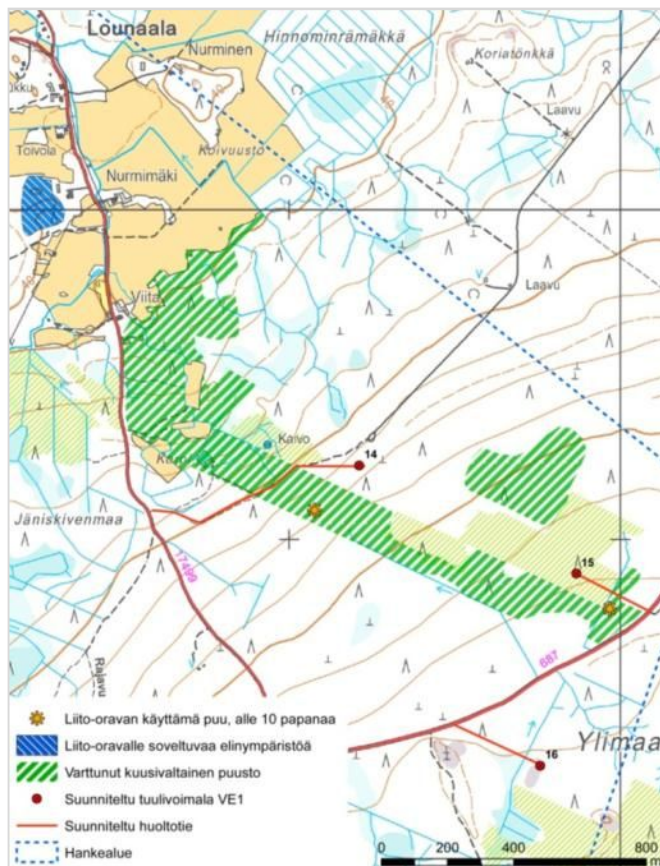 Lounaala
Nurminen
Hinnominrämäkkä
Koriatönkkä
Laavu
Toivola
Koivuusto
Nurmimäki
Laavu
Viita
Kaivo
14
Jäniskivenmaa
15
17499
687
16
Ylimaa
Liito-oravan käyttämä puu, alle 10 papanaa
Liito-oravalle soveltuvaa elinympäristöä
Varttunut kuusivaltainen puusto
Suunniteltu tuulivoimala VE1
Suunniteltu huoltotie
Hankealue
0 200 400 600 800
m